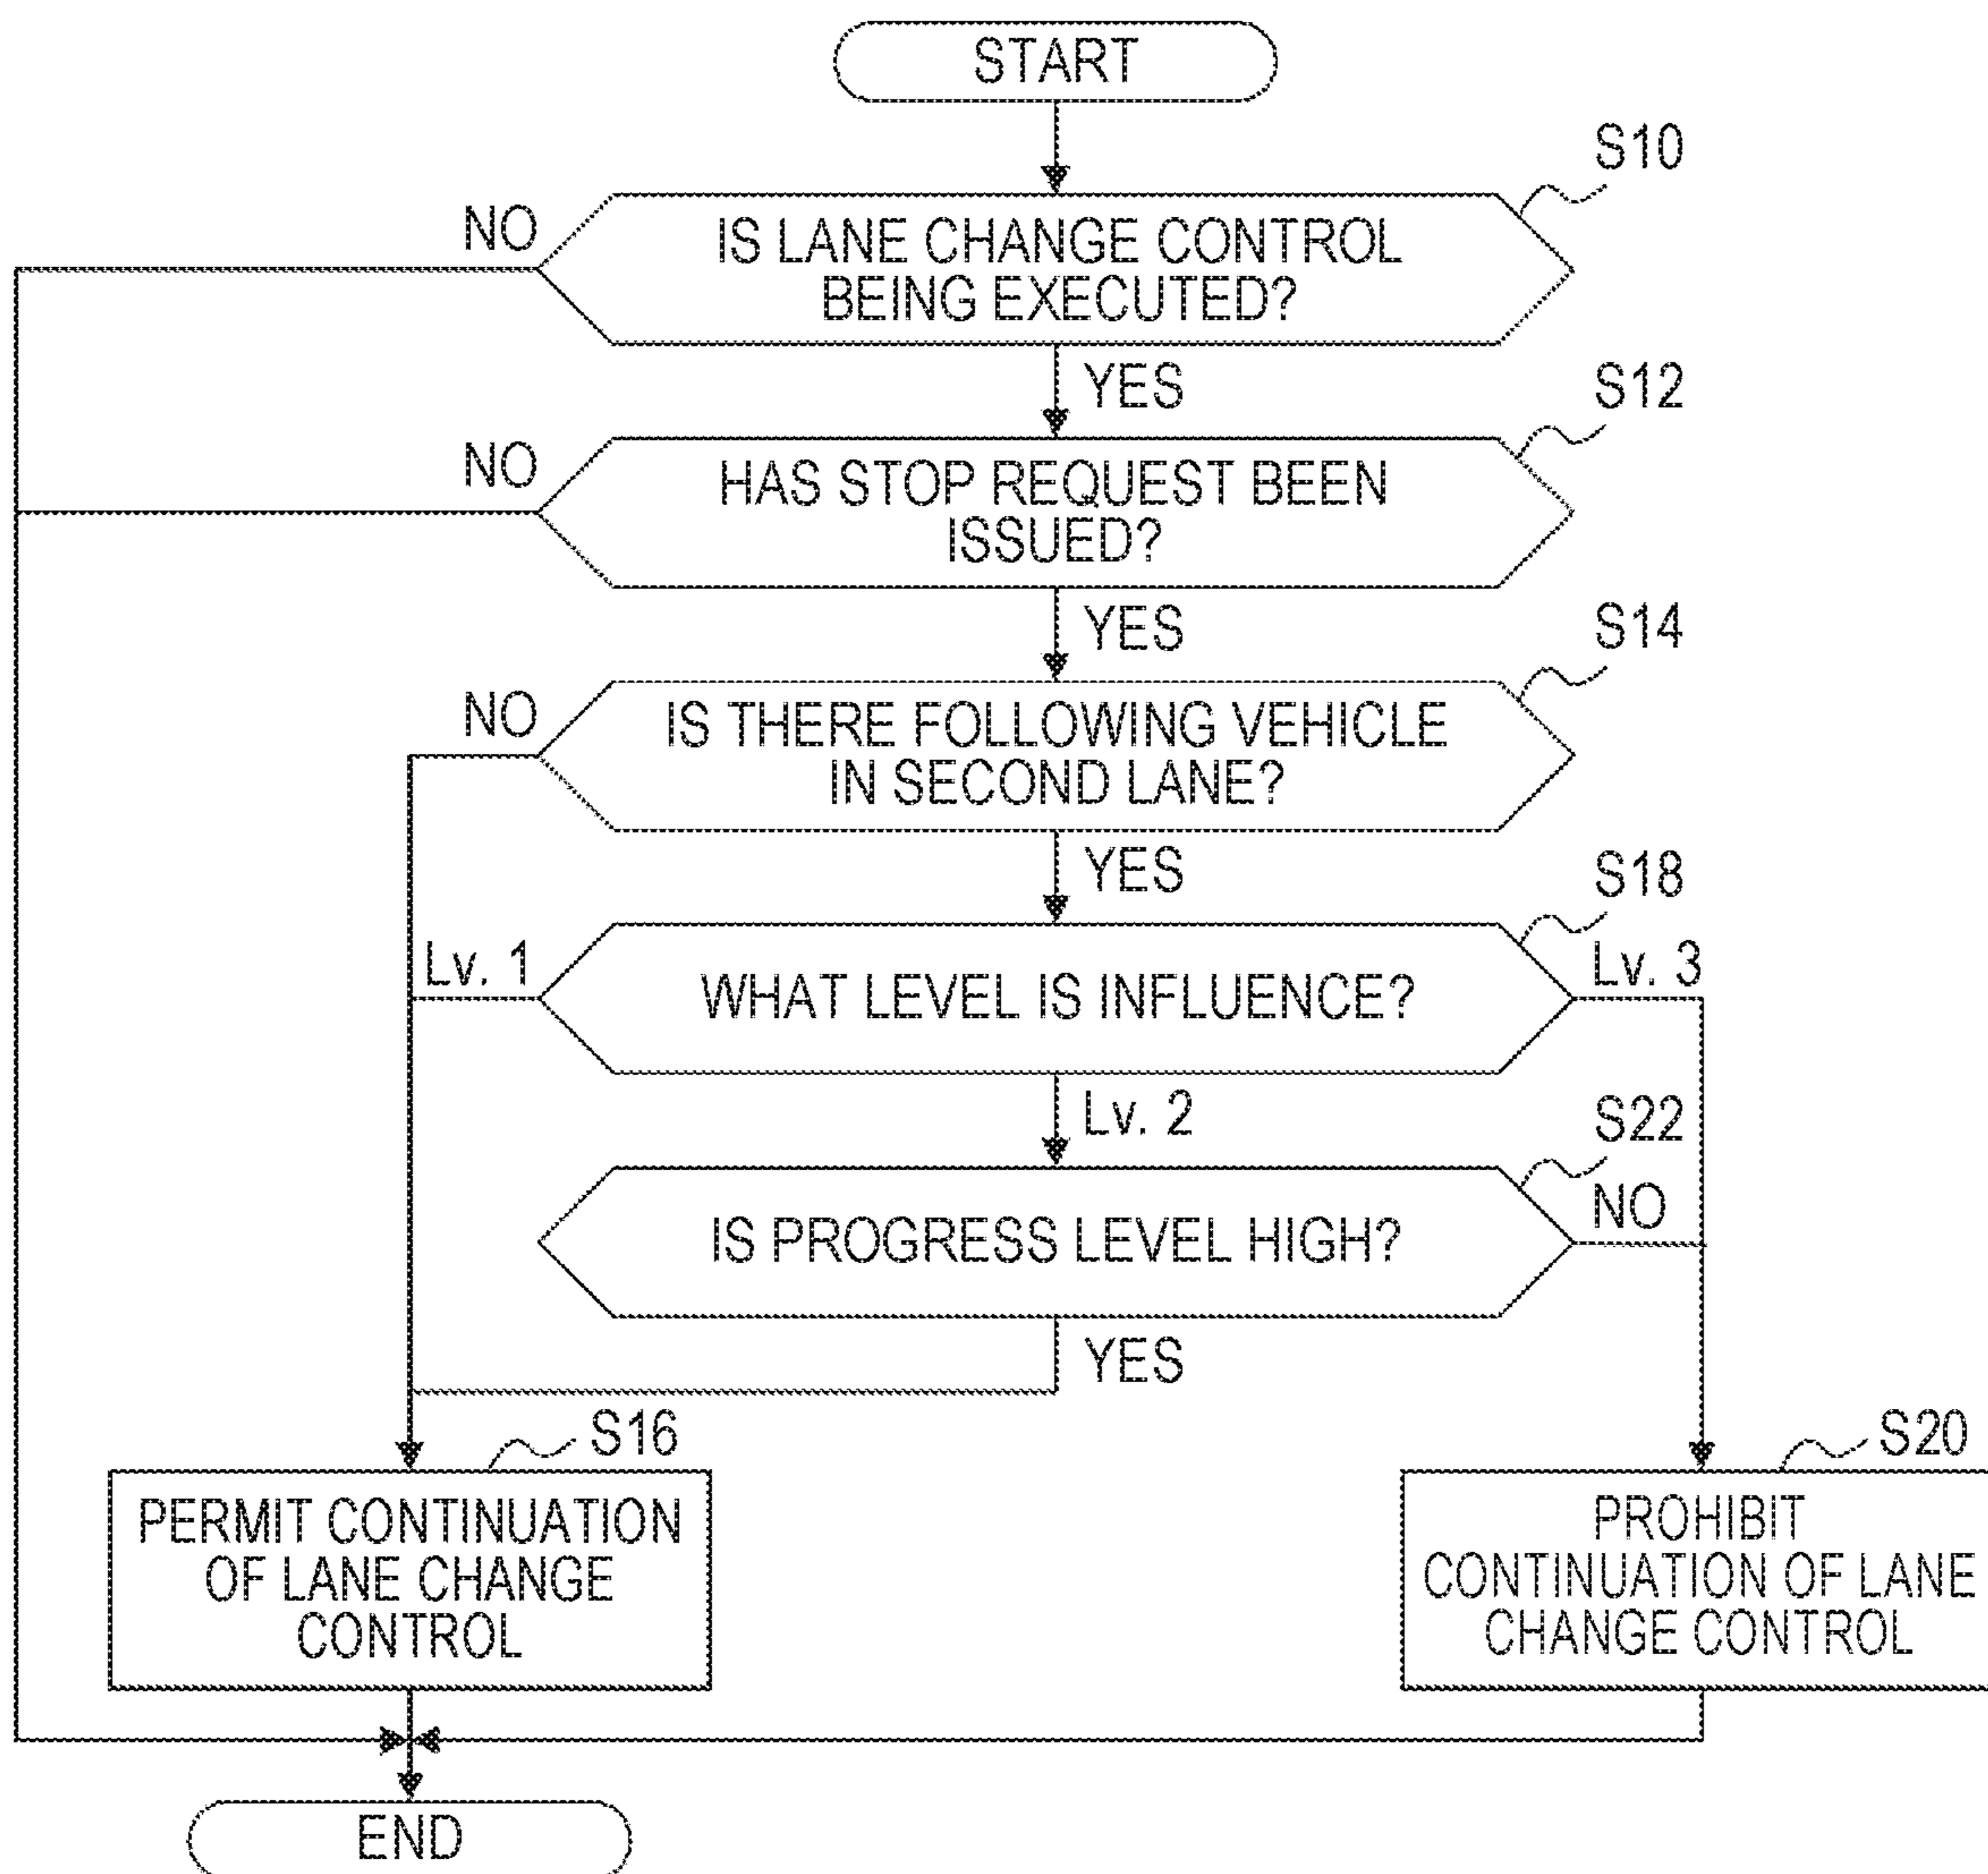 START
S10
NO
IS LANE CHANGE CONTROL
BEING EXECUTED?
YES
S12
NO
HAS STOP REQUEST BEEN
ISSUED?
YES
S14
NO
IS THERE FOLLOWING VEHICLE
IN SECOND LANE?
YES
S18
Lv. 1
WHAT LEVEL IS INFLUENCE?
Lv. 3
Lv. 2
S22
IS PROGRESS LEVEL HIGH?
NO
YES
S16
PERMIT CONTINUATION
OF LANE CHANGE
CONTROL
S20
PROHIBIT
CONTINUATION OF LANE
CHANGE CONTROL
END